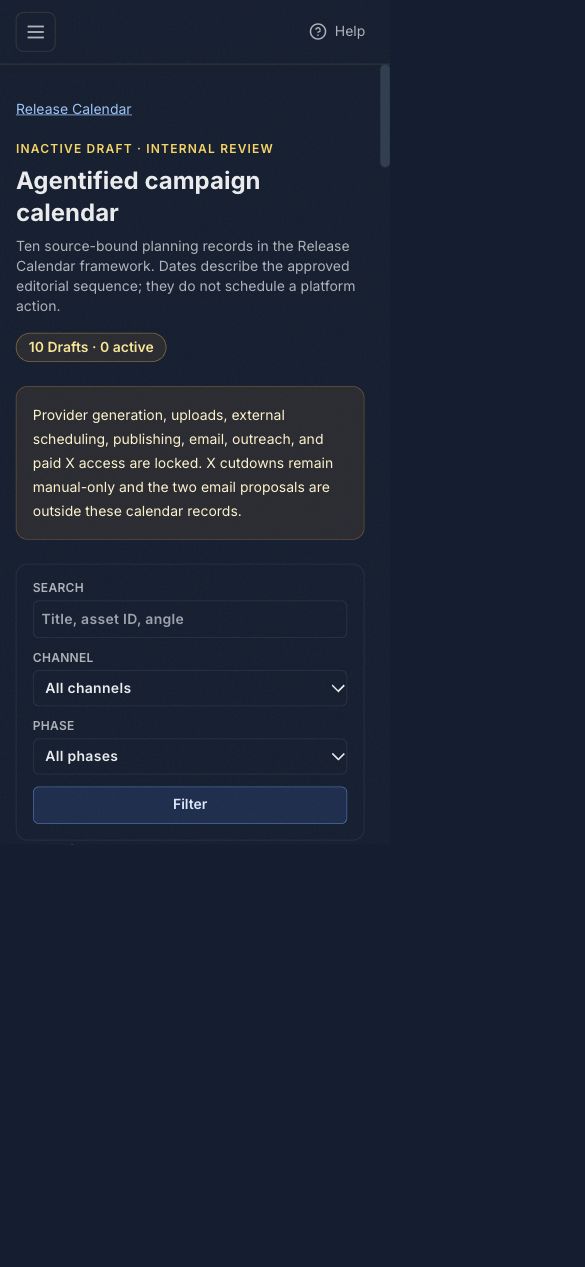 Help
Release Calendar
INACTIVE DRAFT · INTERNAL REVIEW
Agentified campaign
calendar
Ten source-bound planning records in the Release
Calendar framework. Dates describe the approved
editorial sequence; they do not schedule a platform
action.
10 Drafts · 0 active
Provider generation, uploads, external
scheduling, publishing, email, outreach, and
paid X access are locked. X cutdowns remain
manual-only and the two email proposals are
outside these calendar records.
SEARCH
Title, asset ID, angle
CHANNEL
All channels
PHASE
All phases
Filter